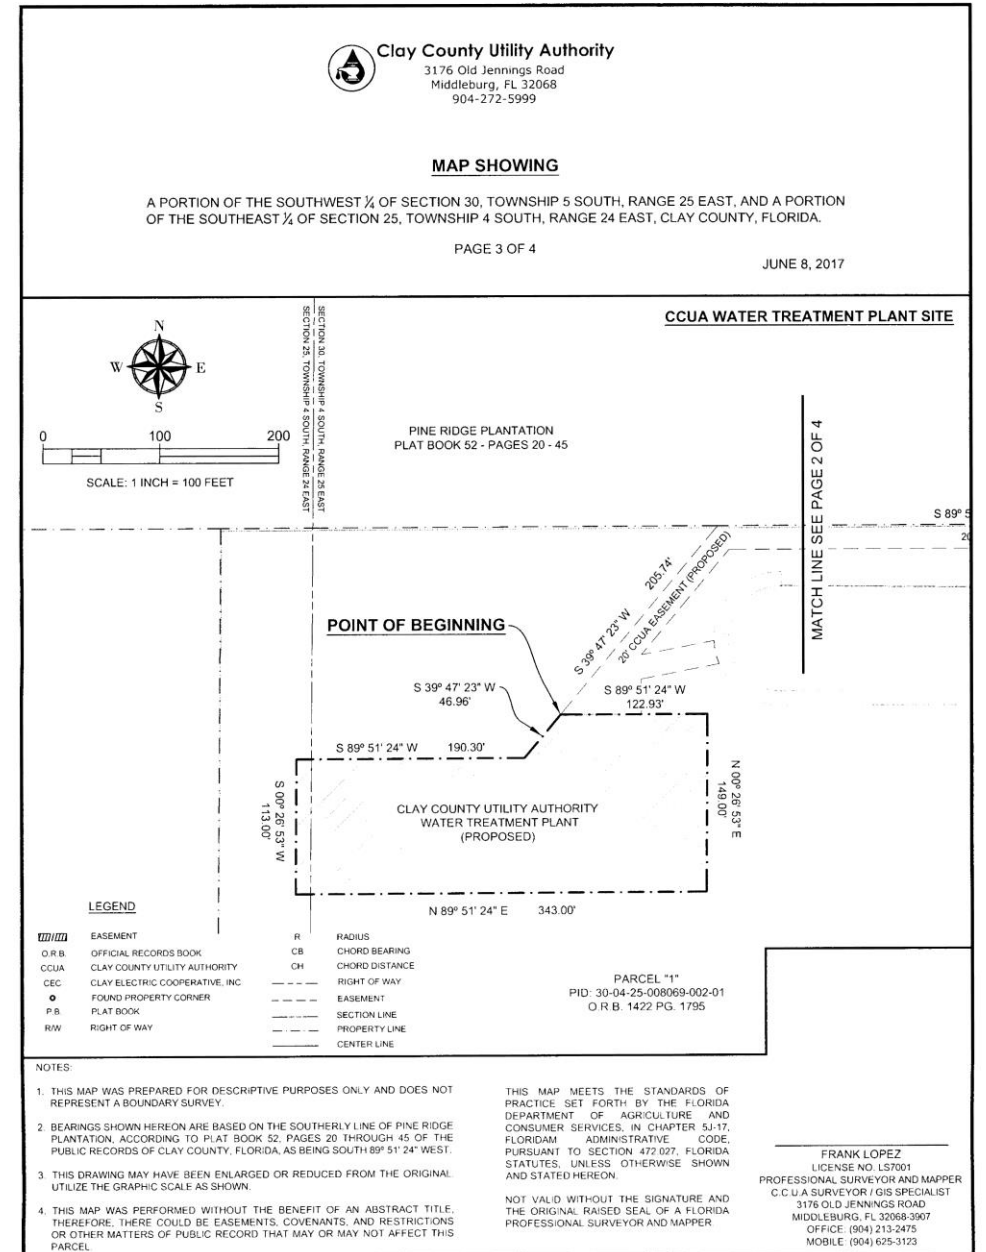 Clay County Utility Authority
3176 Old Jennings Road
Middleburg, FL 32068
904-272-5999
MAP SHOWING
A PORTION OF THE SOUTHWEST ¼ OF SECTION 30, TOWNSHIP 5 SOUTH, RANGE 25 EAST, AND A PORTION
OF THE SOUTHEAST ¼ OF SECTION 25, TOWNSHIP 4 SOUTH, RANGE 24 EAST, CLAY COUNTY, FLORIDA.
PAGE 3 OF 4
JUNE 8, 2017
CCUA WATER TREATMENT PLANT SITE
N
W
E
S
0 100 200
SCALE: 1 INCH = 100 FEET
SECTION 30, TOWNSHIP 4 SOUTH, RANGE 25 EAST
SECTION 25, TOWNSHIP 4 SOUTH, RANGE 24 EAST
PINE RIDGE PLANTATION
PLAT BOOK 52 - PAGES 20 - 45
MATCH LINE SEE PAGE 2 OF 4
S 89º 5
20
205.74'
S 39º 47' 23" W
20' CCUA EASEMENT (PROPOSED)
POINT OF BEGINNING
S 39º 47' 23" W
46.96'
S 89º 51' 24" W
122.93'
S 89º 51' 24" W 190.30'
S 00º 26' 53" W
113.00'
N 00º 26' 53" E
149.00'
CLAY COUNTY UTILITY AUTHORITY
WATER TREATMENT PLANT
(PROPOSED)
N 89º 51' 24" E 343.00'
LEGEND
EASEMENT
O.R.B. OFFICIAL RECORDS BOOK
CCUA CLAY COUNTY UTILITY AUTHORITY
CEC CLAY ELECTRIC COOPERATIVE, INC
FOUND PROPERTY CORNER
P.B. PLAT BOOK
R/W RIGHT OF WAY
R RADIUS
CB CHORD BEARING
CH CHORD DISTANCE
RIGHT OF WAY
EASEMENT
SECTION LINE
PROPERTY LINE
CENTER LINE
PARCEL "1"
PID: 30-04-25-008069-002-01
O.R.B. 1422 PG. 1795
NOTES:
1. THIS MAP WAS PREPARED FOR DESCRIPTIVE PURPOSES ONLY AND DOES NOT
REPRESENT A BOUNDARY SURVEY.
2. BEARINGS SHOWN HEREON ARE BASED ON THE SOUTHERLY LINE OF PINE RIDGE
PLANTATION, ACCORDING TO PLAT BOOK 52, PAGES 20 THROUGH 45 OF THE
PUBLIC RECORDS OF CLAY COUNTY, FLORIDA, AS BEING SOUTH 89º 51' 24" WEST.
3. THIS DRAWING MAY HAVE BEEN ENLARGED OR REDUCED FROM THE ORIGINAL.
UTILIZE THE GRAPHIC SCALE AS SHOWN.
4. THIS MAP WAS PERFORMED WITHOUT THE BENEFIT OF AN ABSTRACT TITLE,
THEREFORE, THERE COULD BE EASEMENTS, COVENANTS, AND RESTRICTIONS
OR OTHER MATTERS OF PUBLIC RECORD THAT MAY OR MAY NOT AFFECT THIS
PARCEL
THIS MAP MEETS THE STANDARDS OF
PRACTICE SET FORTH BY THE FLORIDA
DEPARTMENT OF AGRICULTURE AND
CONSUMER SERVICES, IN CHAPTER 5J-17,
FLORIDAM ADMINISTRATIVE CODE,
PURSUANT TO SECTION 472.027, FLORIDA
STATUTES, UNLESS OTHERWISE SHOWN
AND STATED HEREON.
NOT VALID WITHOUT THE SIGNATURE AND
THE ORIGINAL RAISED SEAL OF A FLORIDA
PROFESSIONAL SURVEYOR AND MAPPER
FRANK LOPEZ
LICENSE NO. LS7001
PROFESSIONAL SURVEYOR AND MAPPER
C.C.U.A SURVEYOR / GIS SPECIALIST
3176 OLD JENNINGS ROAD
MIDDLEBURG, FL 32068-3907
OFFICE: (904) 213-2475
MOBILE: (904) 625-3123